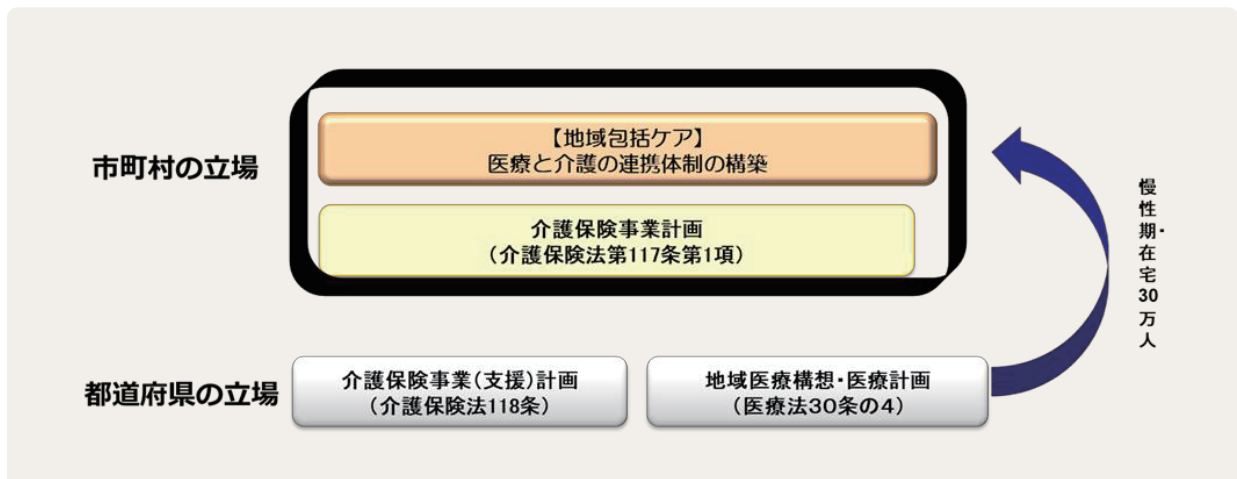 市町村の立場
【地域包括ケア】
医療と介護の連携体制の構築
介護保険事業計画
（介護保険法第117条第1項）
慢性期・在宅30万人
都道府県の立場
介護保険事業（支援）計画
（介護保険法118条）
地域医療構想・医療計画
（医療法３０条の４）